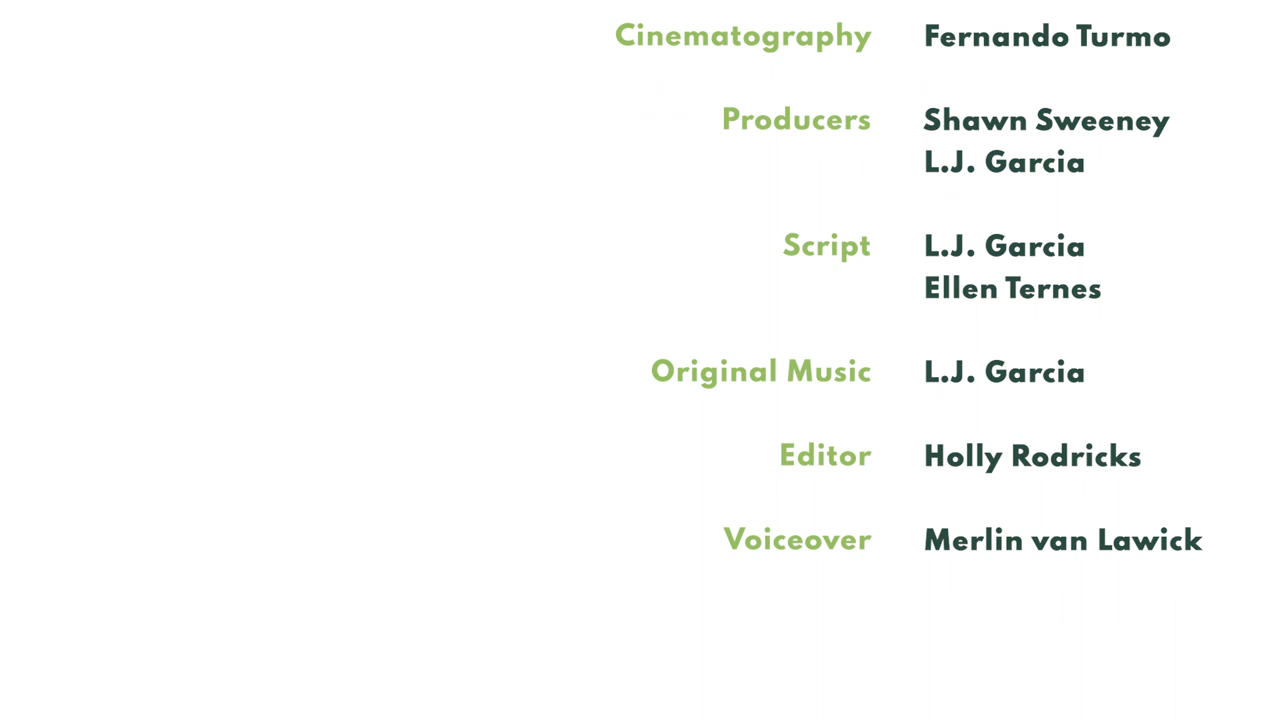 Cinematography Fernando Turmo
Producers Shawn Sweeney
L.J. Garcia
Script L.J. Garcia
Ellen Ternes
Original Music L.J. Garcia
Editor Holly Rodricks
Voiceover Merlin van Lawick